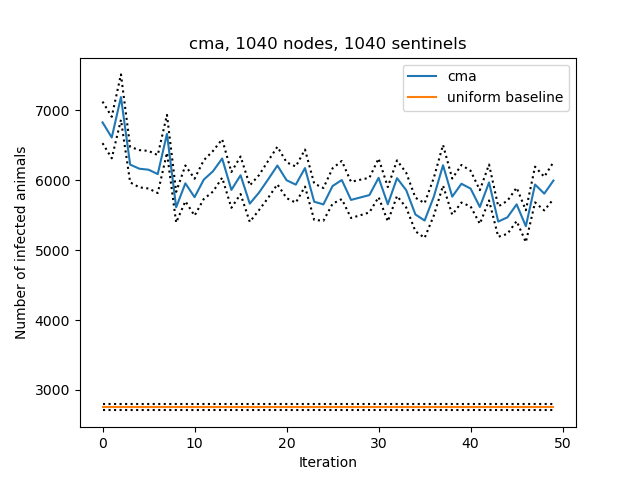 cma, 1040 nodes, 1040 sentinels
cma
uniform baseline
Number of infected animals
7000
6000
5000
4000
3000
0
10
20
30
40
50
Iteration